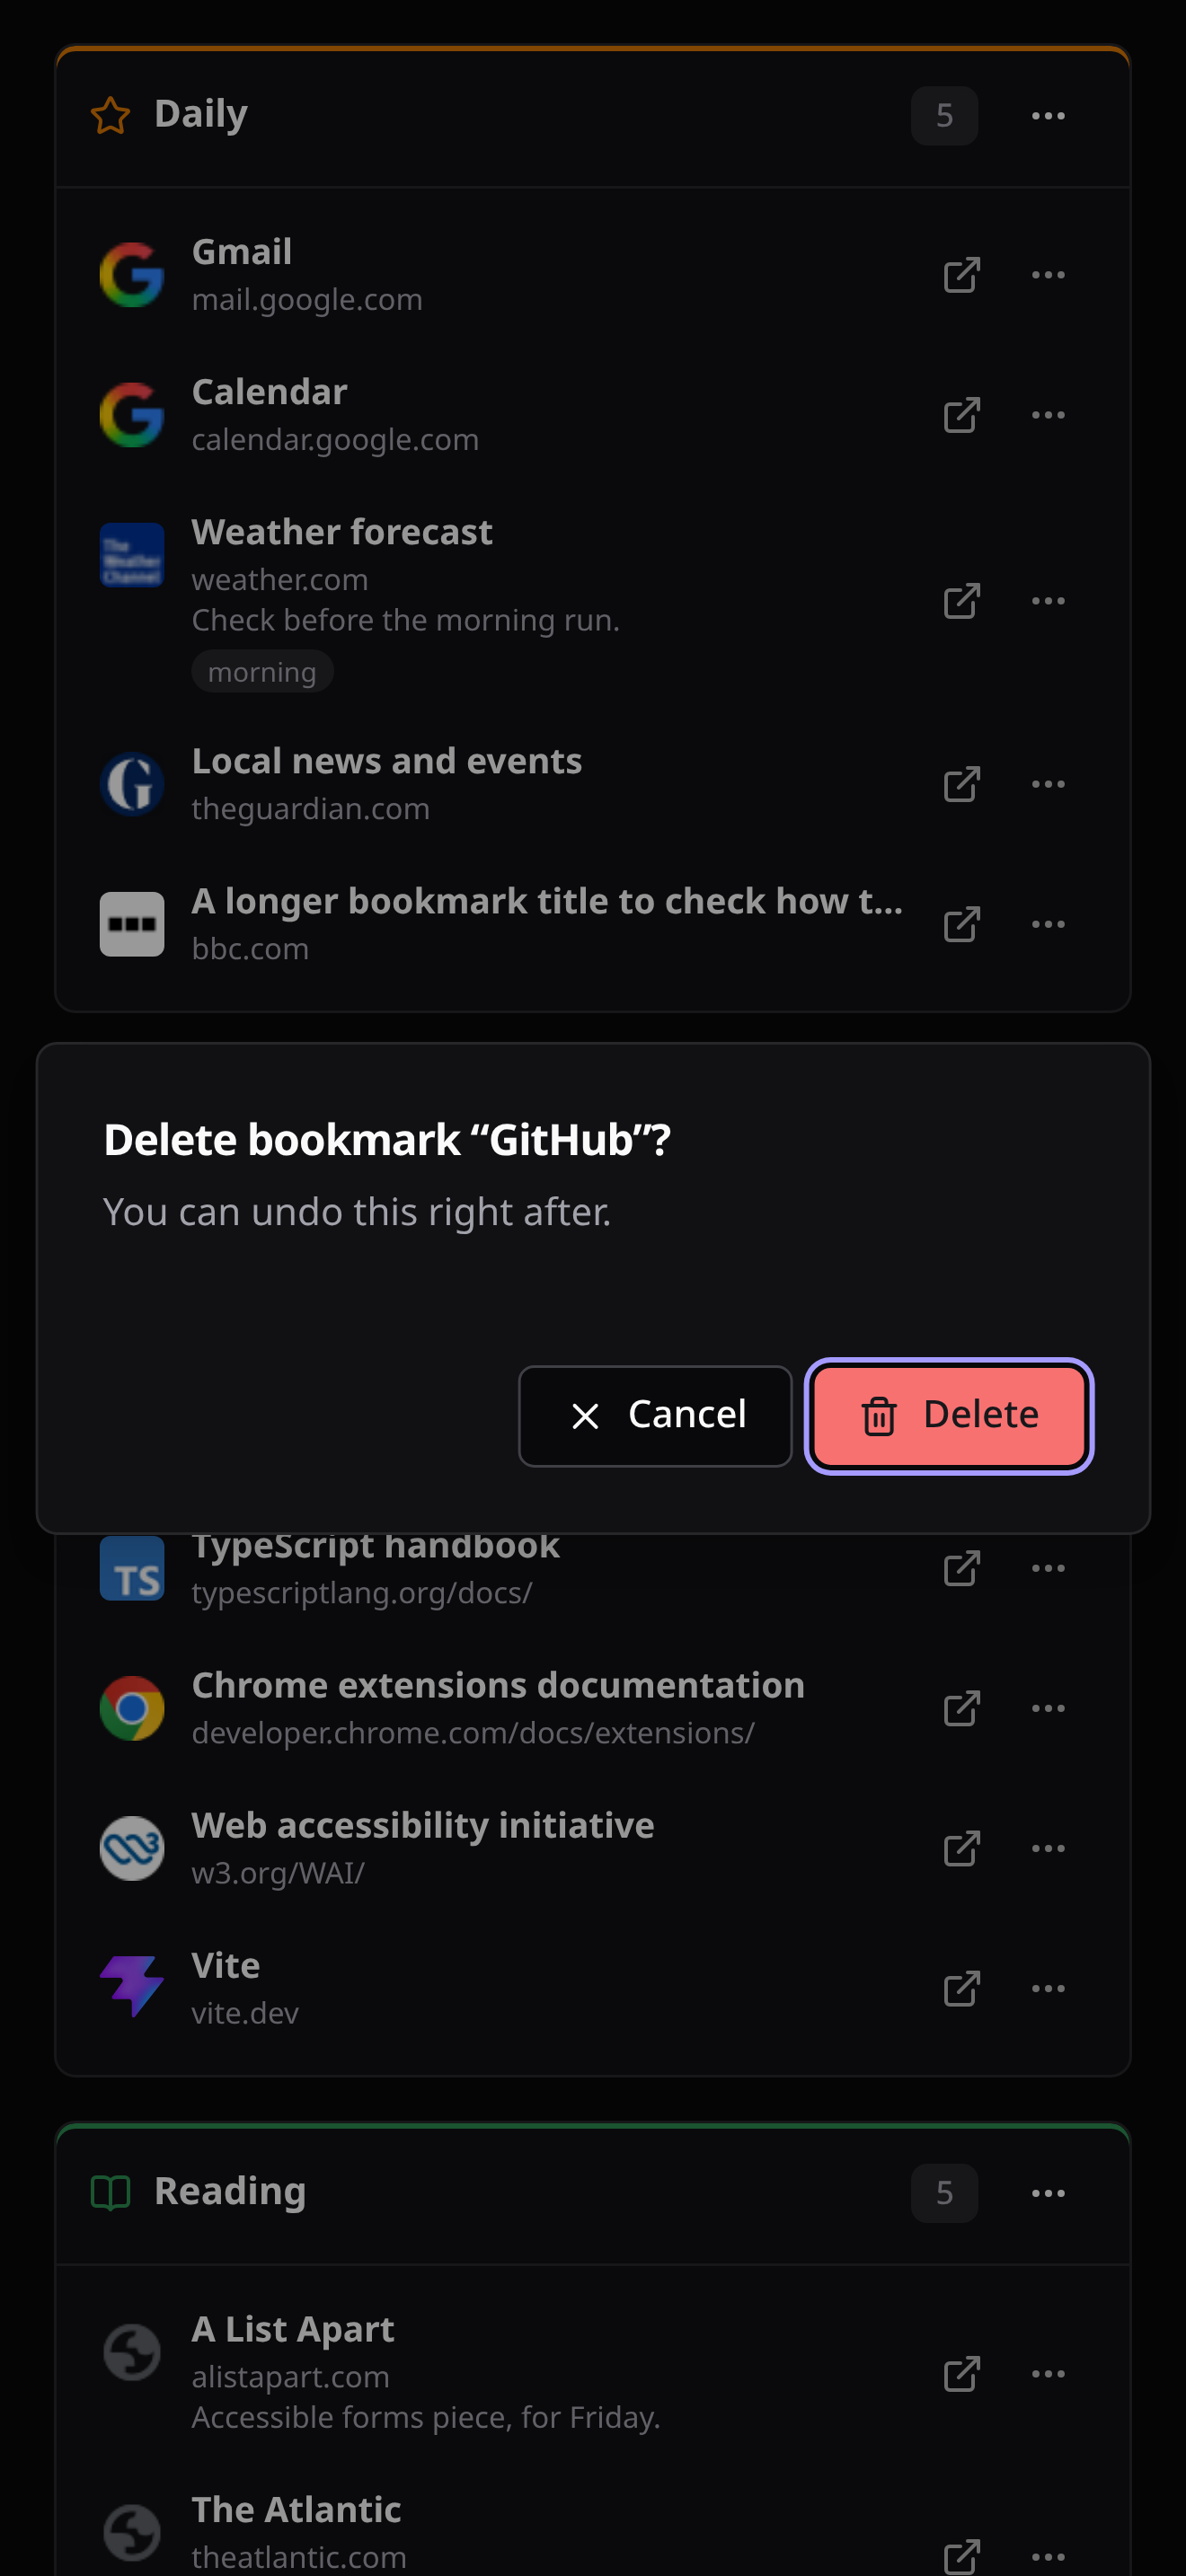 Daily
5
Gmail
mail.google.com
Calendar
calendar.google.com
The
Weather
Channel
Weather forecast
weather.com
Check before the morning run.
morning
Local news and events
theguardian.com
A longer bookmark title to check how t...
bbc.com
Delete bookmark “GitHub”?
You can undo this right after.
Cancel
Delete
TS
TypeScript handbook
typescriptlang.org/docs/
Chrome extensions documentation
developer.chrome.com/docs/extensions/
Web accessibility initiative
w3.org/WAI/
Vite
vite.dev
Reading
5
A List Apart
alistapart.com
Accessible forms piece, for Friday.
The Atlantic
theatlantic.com